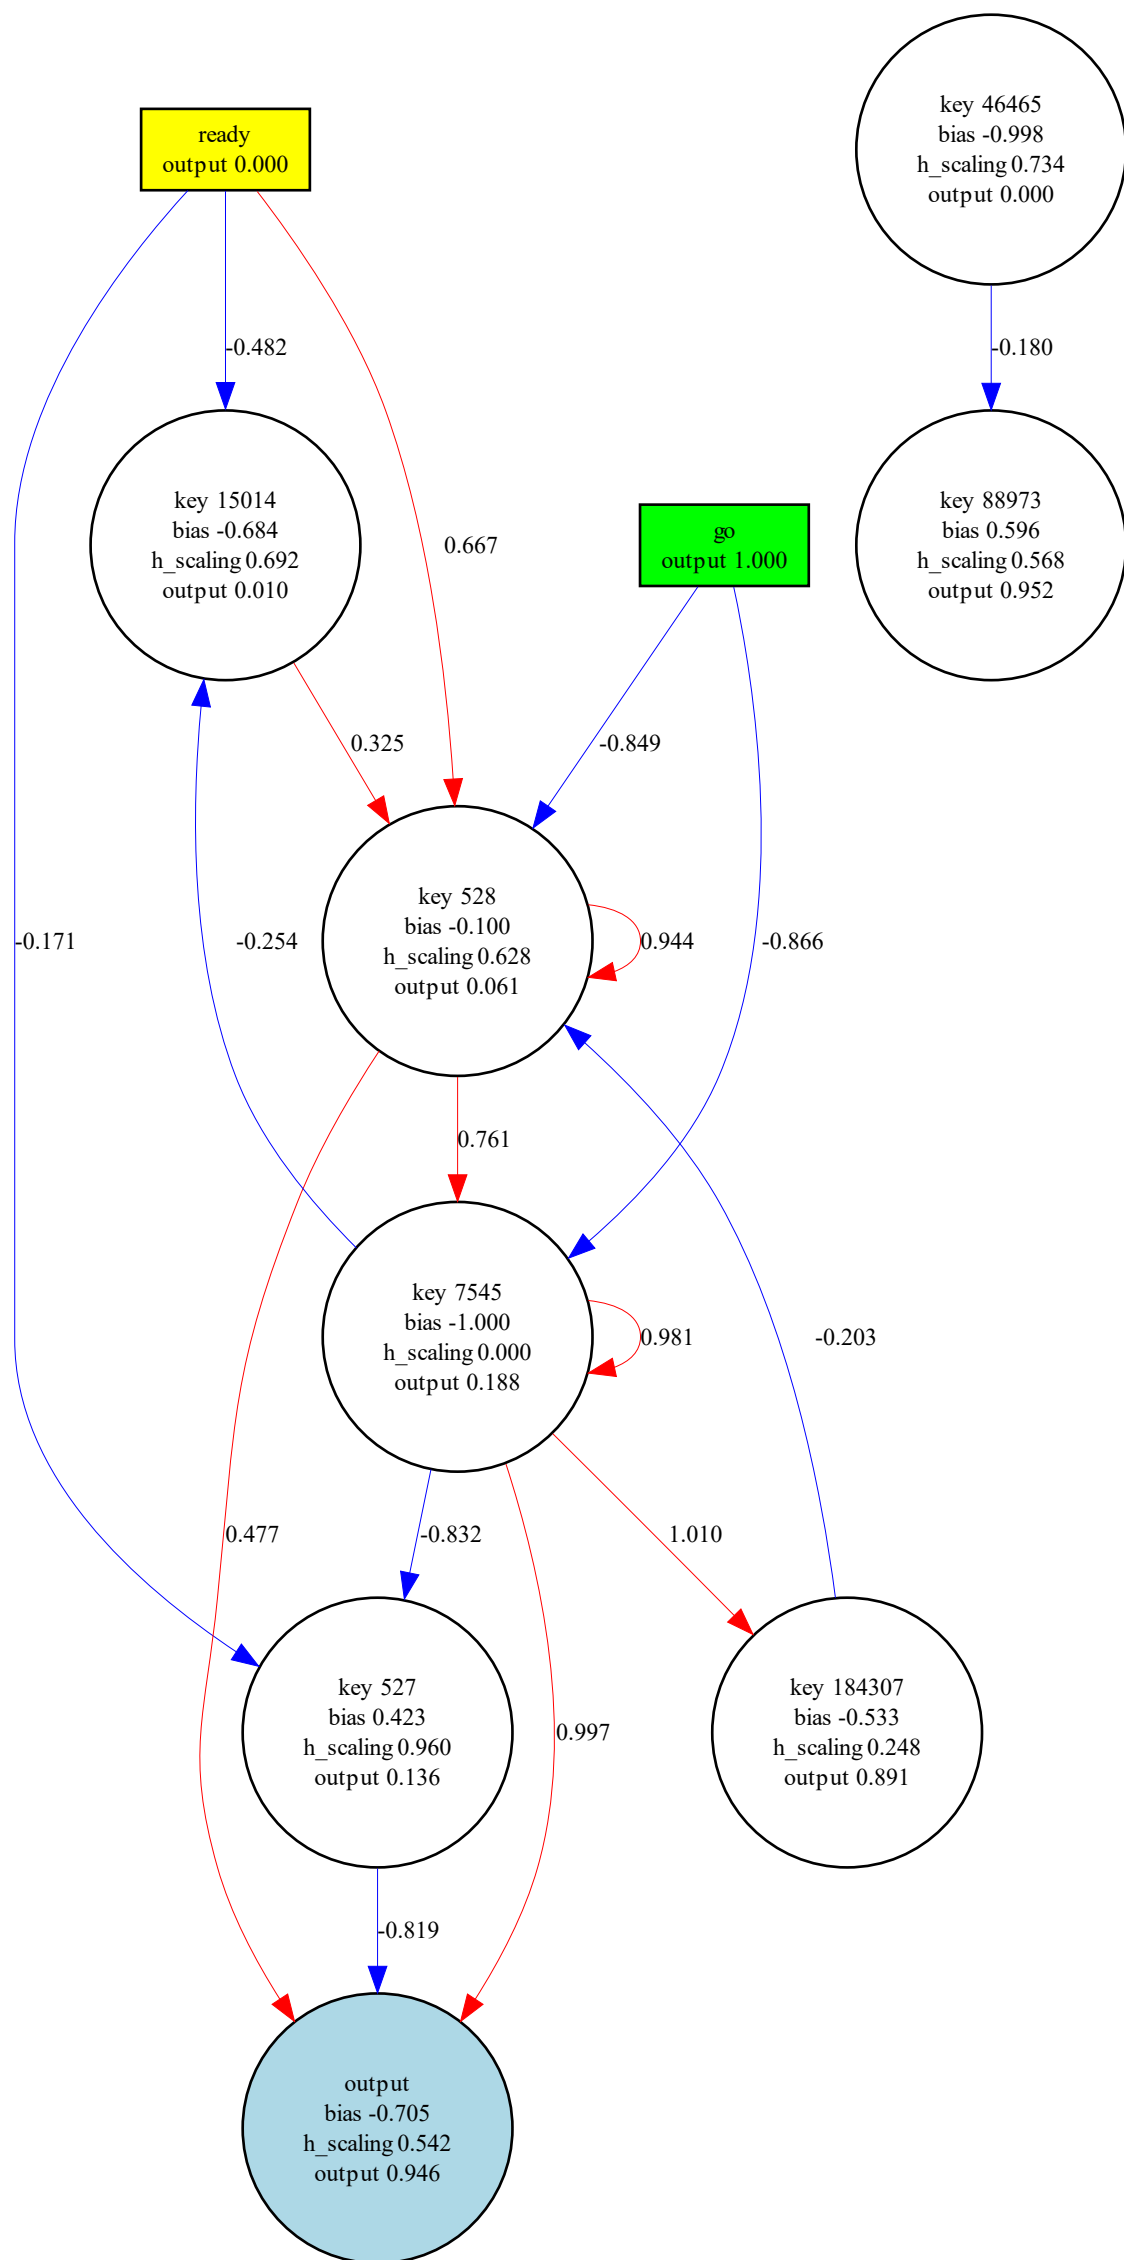 key 46465
bias -0.998
h_scaling 0.734
output 0.000
ready
output 0.000
-0.482
-0.180
key 15014
bias -0.684
h_scaling 0.692
output 0.010
0.667
go
output 1.000
key 88973
bias 0.596
h_scaling 0.568
output 0.952
0.325
-0.849
-0.171
-0.254
key 528
bias -0.100
h_scaling 0.628
output 0.061
0.944
-0.866
0.761
key 7545
bias -1.000
h_scaling 0.000
output 0.188
0.981
-0.203
0.477
-0.832
1.010
key 527
bias 0.423
h_scaling 0.960
output 0.136
0.997
key 184307
bias -0.533
h_scaling 0.248
output 0.891
-0.819
output
bias -0.705
h_scaling 0.542
output 0.946